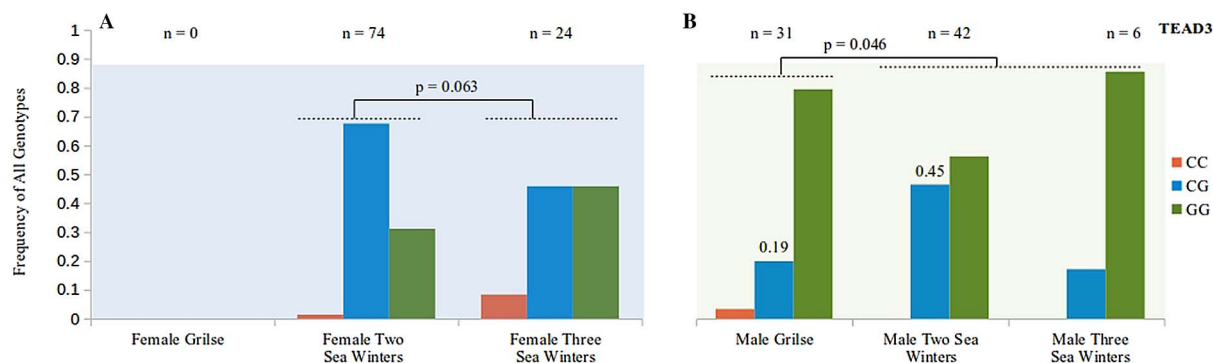 A
n = 0
n = 74
n = 24
p = 0.063
Frequency of All Genotypes
1
0.9
0.8
0.7
0.6
0.5
0.4
0.3
0.2
0.1
0
Female Grilse
Female Two
Sea Winters
Female Three
Sea Winters
B
n = 31
n = 42
n = 6
TEAD3
p = 0.046
0.19
0.45
Male Grilse
Male Two Sea
Winters
Male Three
Sea Winters
CC
CG
GG